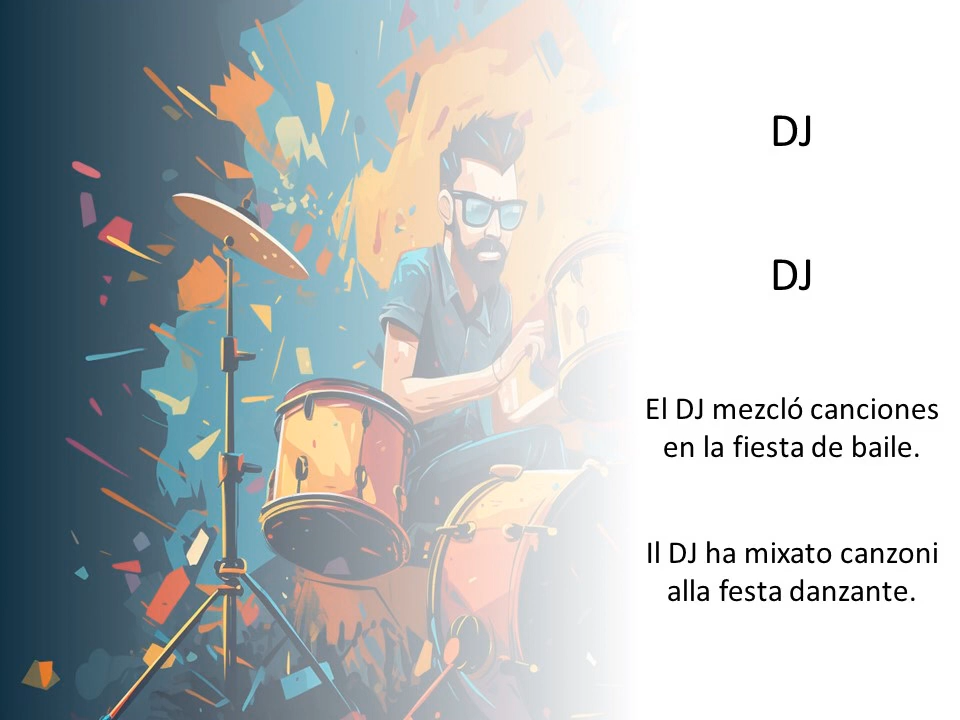 DJ
DJ
El DJ mezcló canciones
en la fiesta de baile.
Il DJ ha mixato canzoni
alla festa danzante.